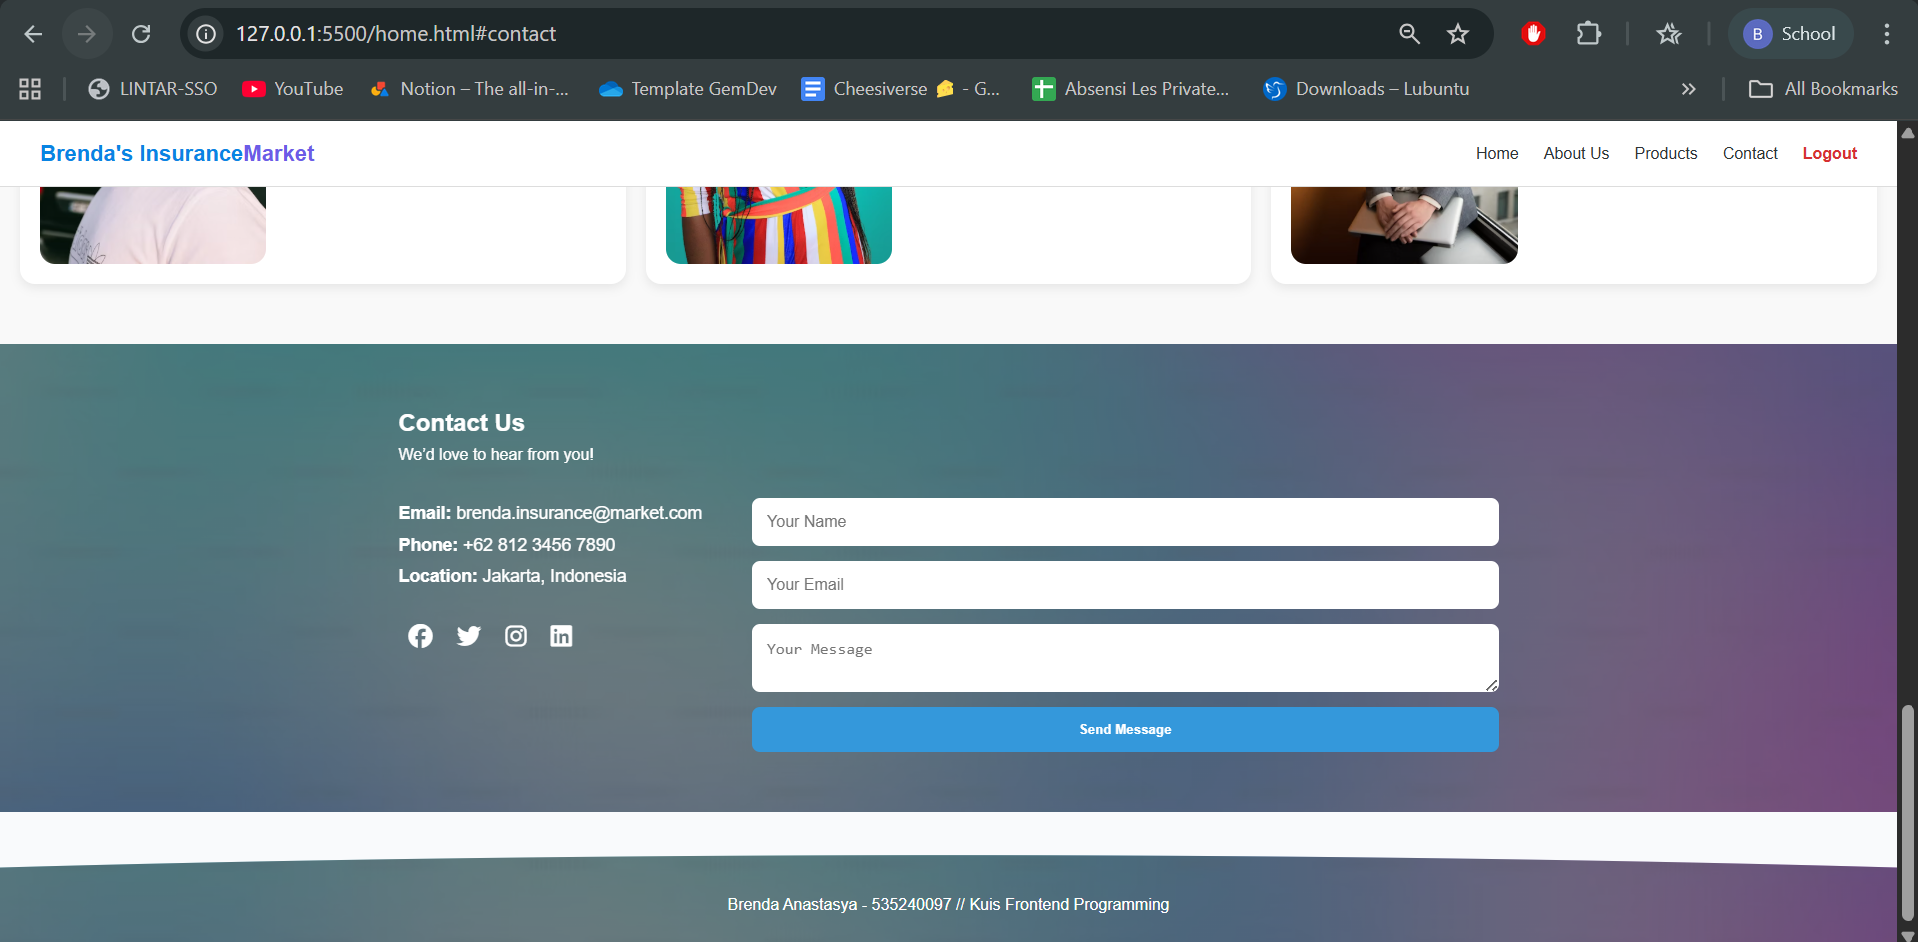 127.0.0.1:5500/home.html#contact
B School
LINTAR-SSO YouTube Notion – The all-in-... Template GemDev Cheesiverse 🧀 - G... Absensi Les Private... Downloads – Lubuntu » All Bookmarks
Brenda's InsuranceMarket Home About Us Products Contact Logout
Contact Us
We'd love to hear from you!
Email: brenda.insurance@market.com
Phone: +62 812 3456 7890
Location: Jakarta, Indonesia
Your Name
Your Email
Your Message
Send Message
Brenda Anastasya - 535240097 // Kuis Frontend Programming